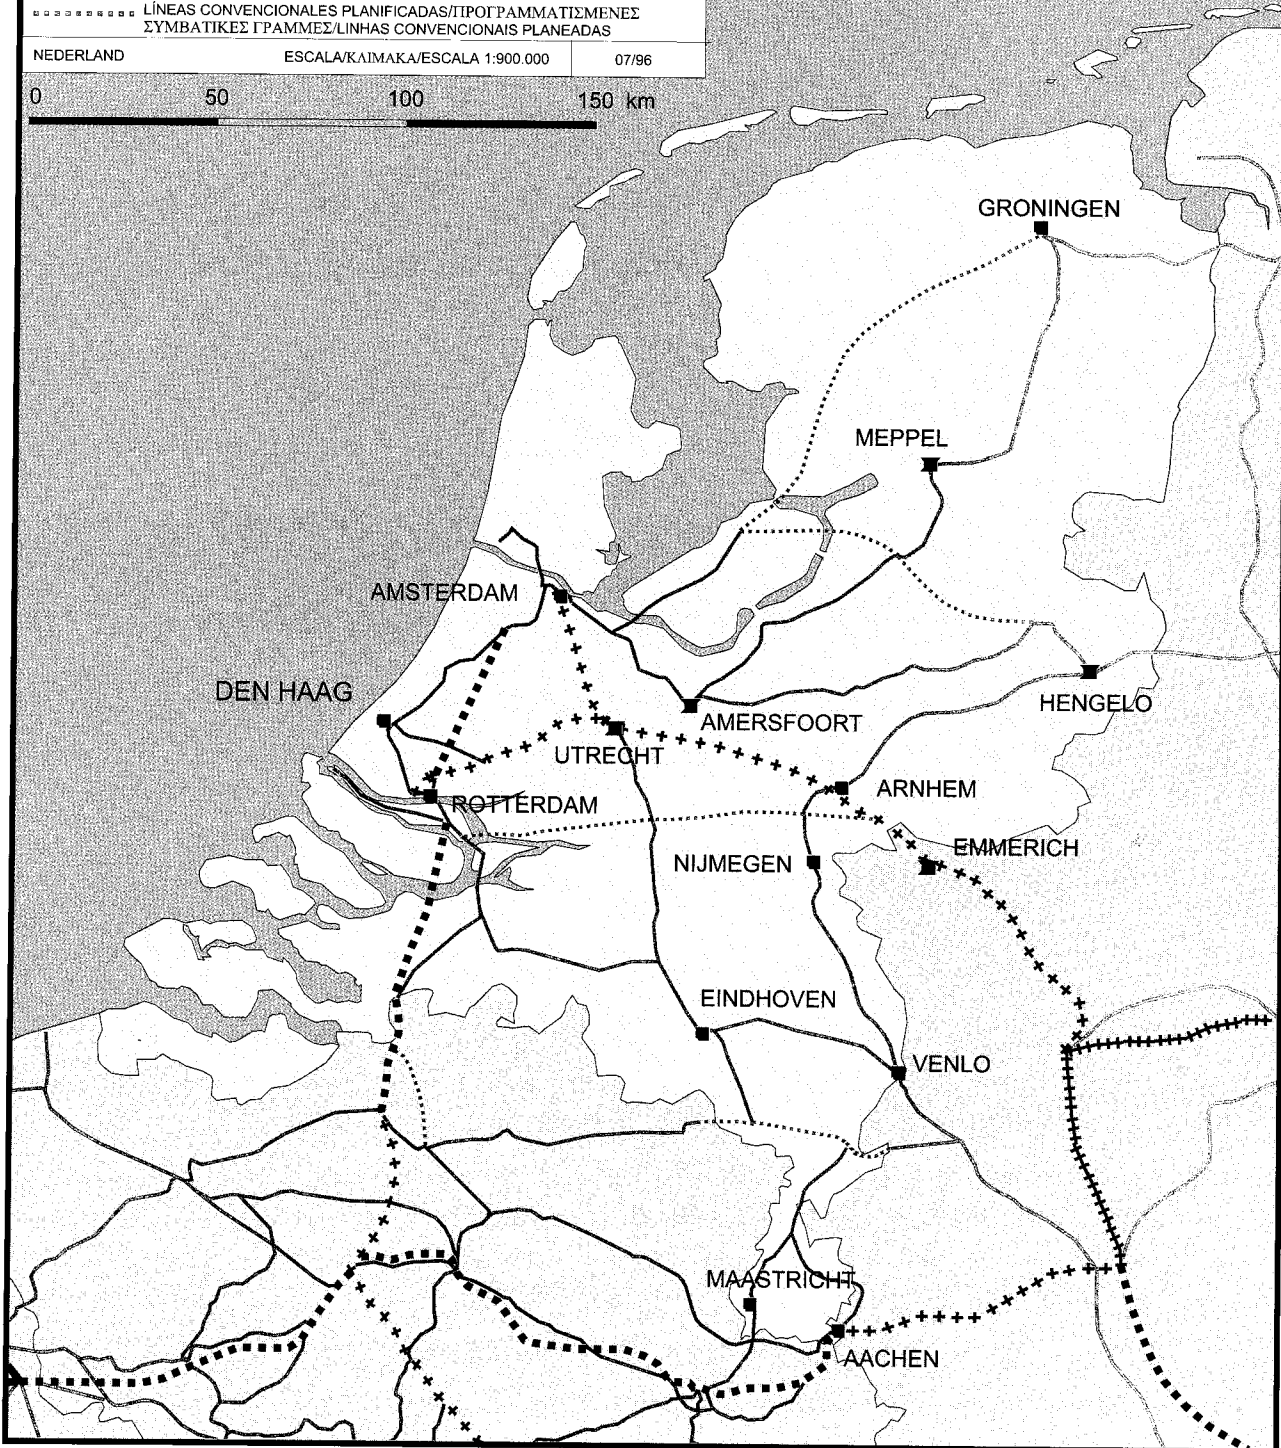 LÍNEAS CONVENCIONALES PLANIFICADAS/ΠΡΟΓΡΑΜΜΑΤΙΣΜΕΝΕΣ
ΣΥΜΒΑΤΙΚΕΣ ΓΡΑΜΜΕΣ/LINHAS CONVENCIONAIS PLANEADAS
NEDERLAND ESCALA/ΚΛΙΜΑΚΑ/ESCALA 1:900.000 07/96
0 50 100 150 km
GRONINGEN
MEPPEL
AMSTERDAM
DEN HAAG
HENGELO
AMERSFOORT
UTRECHT
ARNHEM
ROTTERDAM
EMMERICH
NIJMEGEN
EINDHOVEN
VENLO
MAASTRICHT
AACHEN